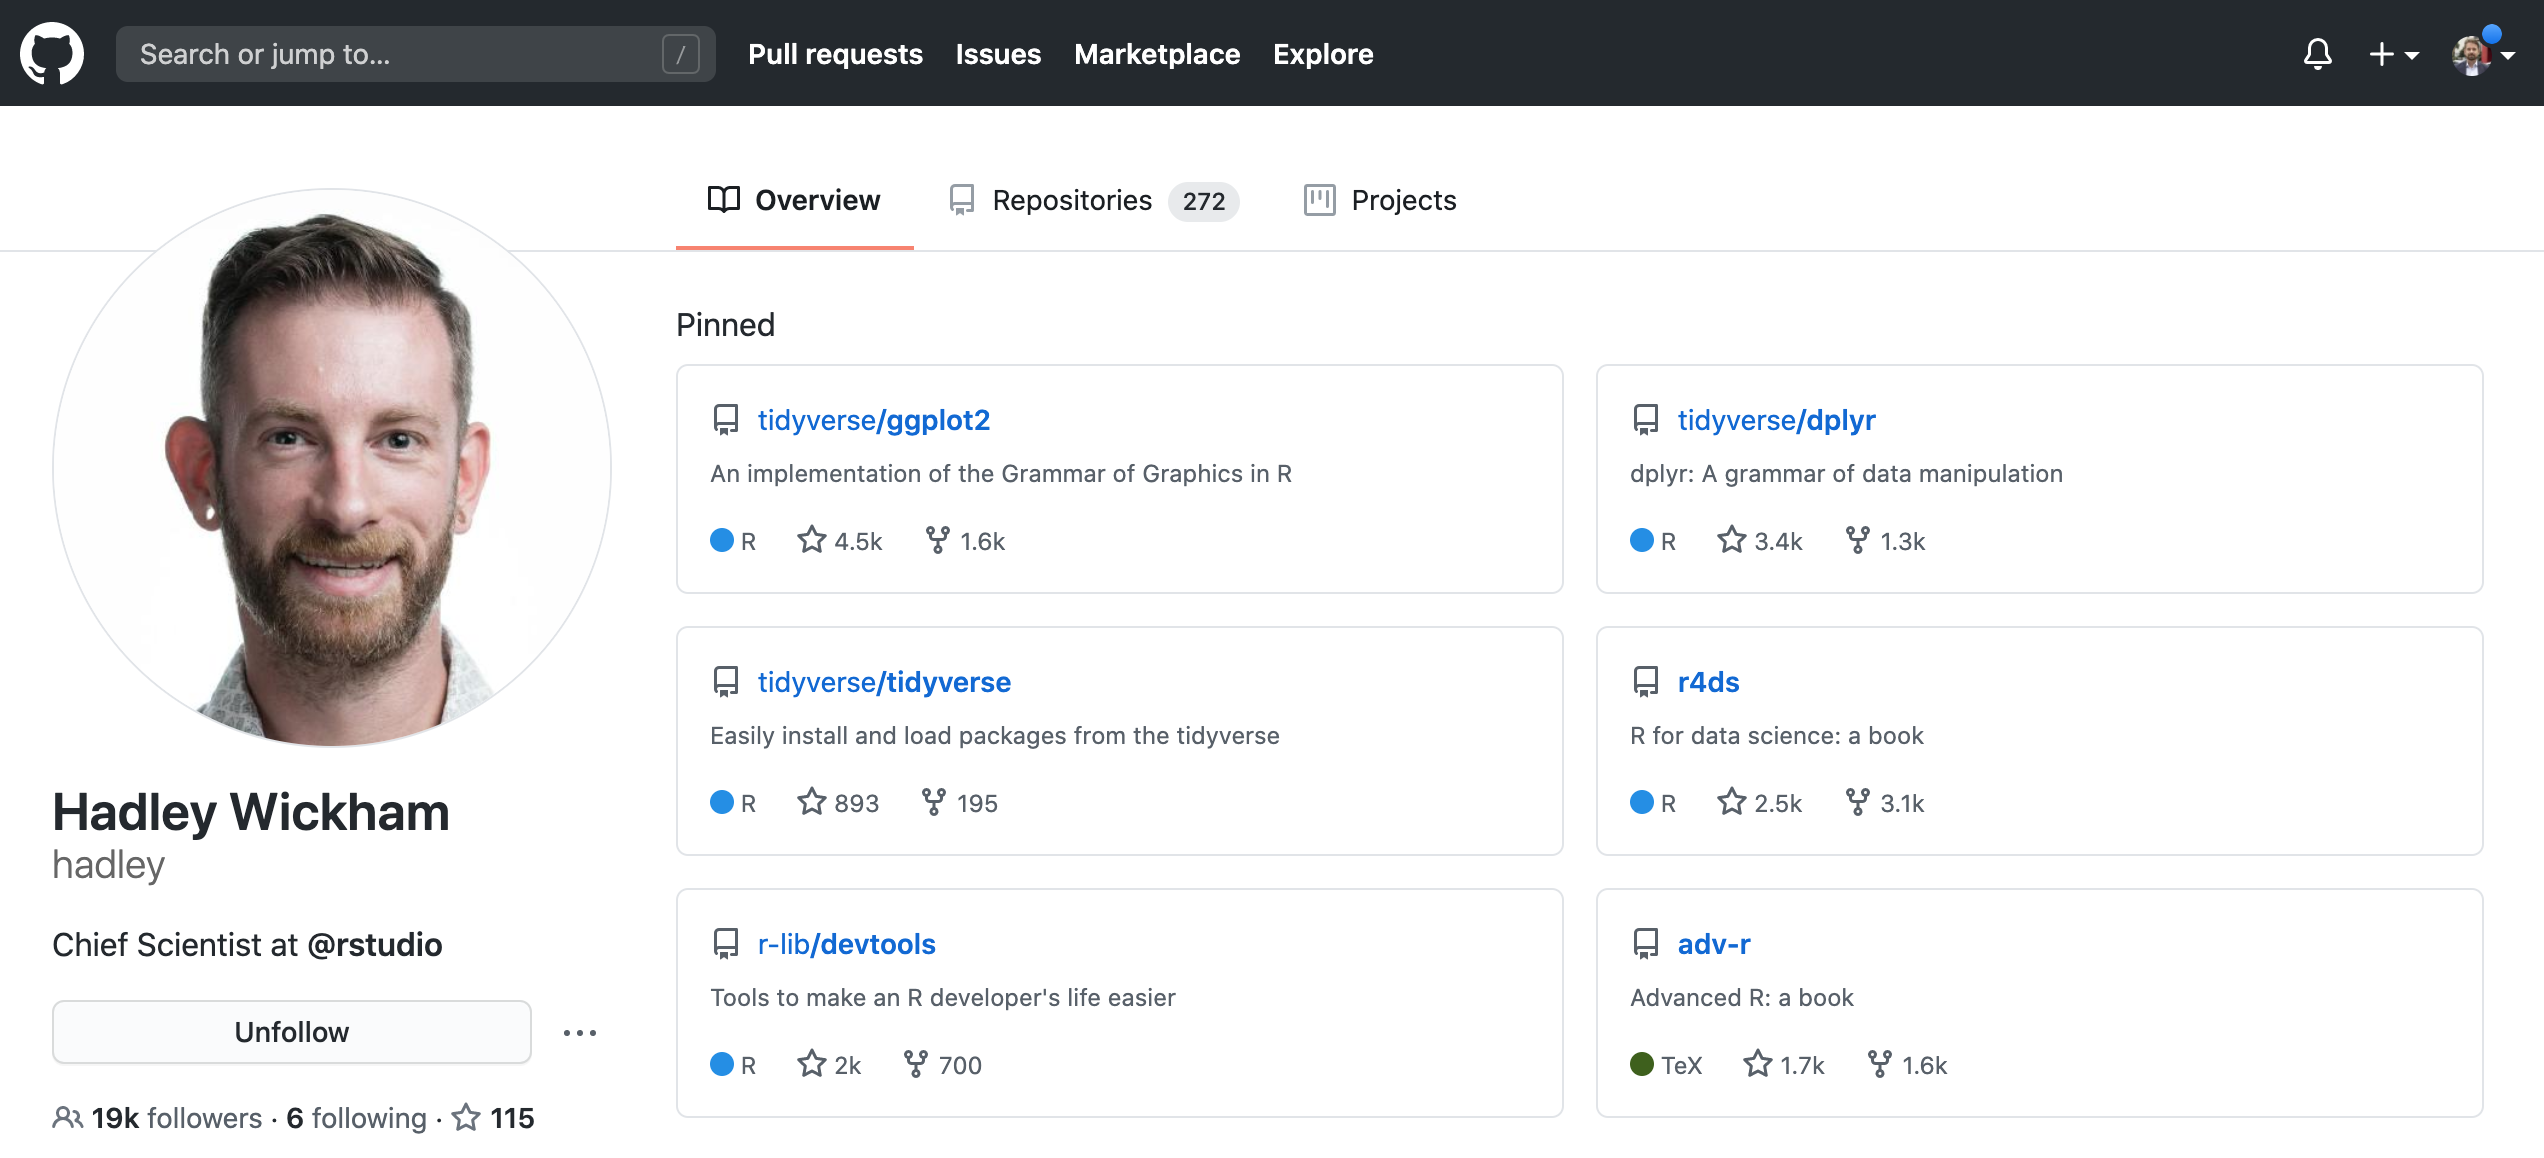 Search or jump to... /
Pull requests Issues Marketplace Explore
Overview Repositories 272 Projects
Hadley Wickham
hadley
Chief Scientist at @rstudio
Unfollow ...
19k followers · 6 following · 115
Pinned
tidyverse/ggplot2
An implementation of the Grammar of Graphics in R
R 4.5k 1.6k
tidyverse/dplyr
dplyr: A grammar of data manipulation
R 3.4k 1.3k
tidyverse/tidyverse
Easily install and load packages from the tidyverse
R 893 195
r4ds
R for data science: a book
R 2.5k 3.1k
r-lib/devtools
Tools to make an R developer's life easier
R 2k 700
adv-r
Advanced R: a book
TeX 1.7k 1.6k